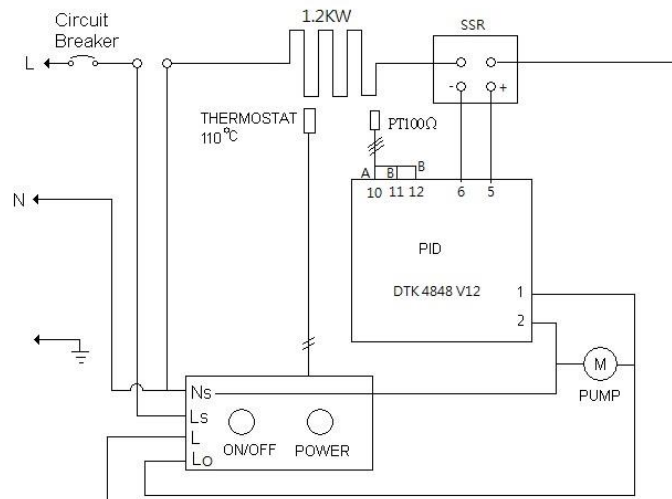 Circuit
Breaker
1.2KW
SSR
L
- +
THERMOSTAT
110°C
PT100Ω
A B B
10 11 12 6 5
N
PID
DTK 4848 V12
1
2
M
PUMP
Ns
Ls
L
Lo
ON/OFF POWER